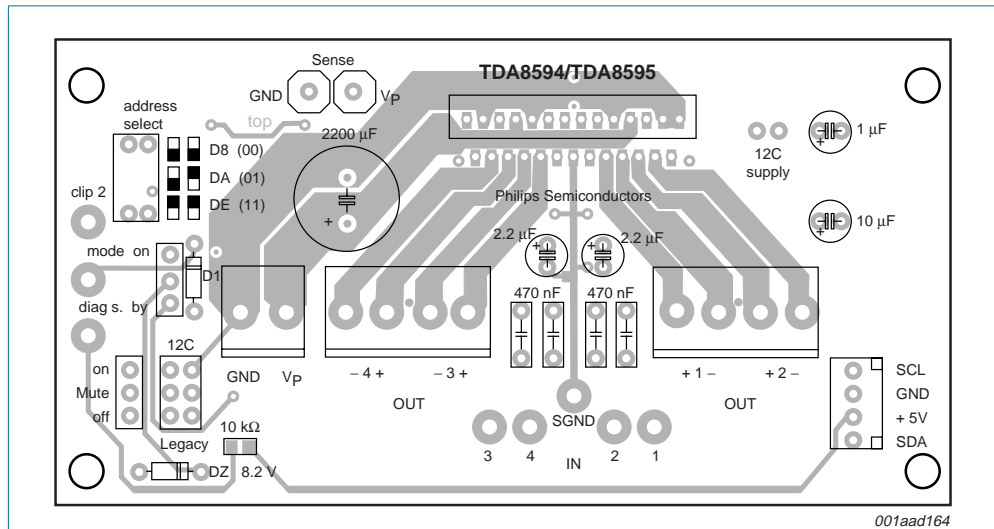 Sense
TDA8594/TDA8595
GND
VP
address
select
top
2200 μF
1 μF
D8 (00)
12C
supply
DA (01)
clip 2
DE (11)
Philips Semiconductors
10 μF
+
2.2 μF
2.2 μF
mode on
D1
470 nF
470 nF
diag s. by
12C
on
GND
VP
− 4 +
− 3 +
+ 1 −
+ 2 −
SCL
Mute
GND
OUT
SGND
OUT
off
+ 5V
Legacy
10 kΩ
SDA
3
4
IN
2
1
DZ
8.2 V
001aad164